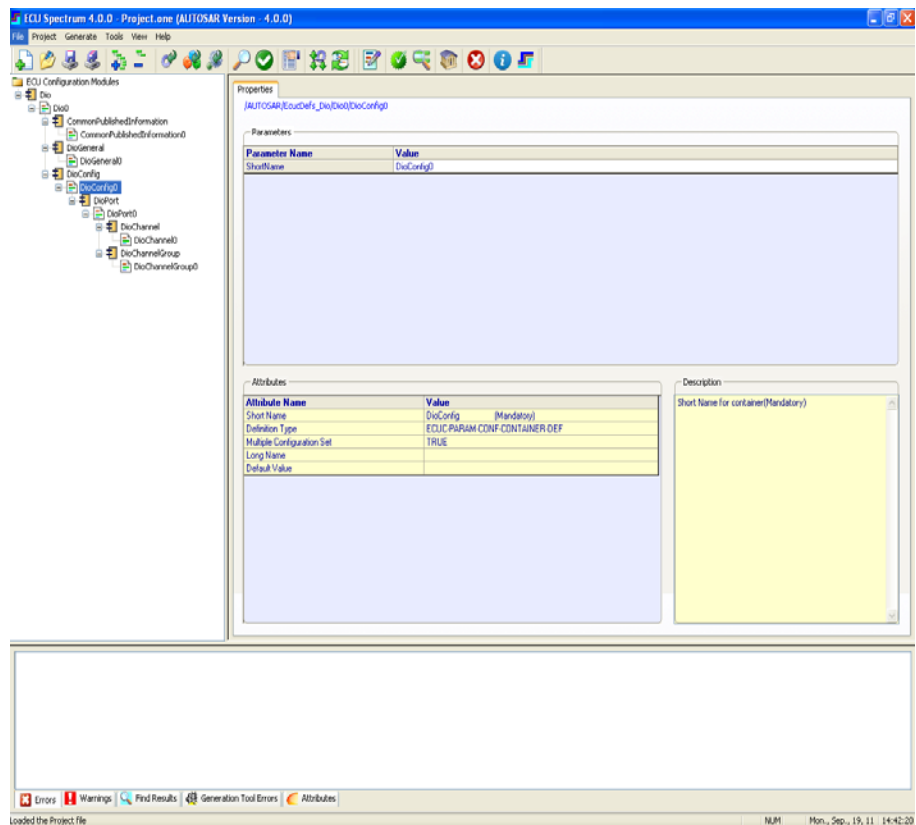 ECU Spectrum 4.0.0 - Project.one (AUTOSAR Version - 4.0.0)
File Project Generate Tools View Help
ECU Configuration Modules
Dio
Dio0
CommonPublishedInformation
CommonPublishedInformation0
DioGeneral
DioGeneral0
DioConfig
DioConfig0
DioPort
DioPort0
DioChannel
DioChannel0
DioChannelGroup
DioChannelGroup0
Properties
/AUTOSAR/EcucDefs_Dio/Dio0/DioConfig0
Parameters
Parameter Name Value
ShortName DioConfig0
Attributes
Attribute Name Value
Short Name DioConfig (Mandatory)
Definition Type ECUC-PARAM-CONF-CONTAINER-DEF
Multiple Configuration Set TRUE
Long Name
Default Value
Description
Short Name for container(Mandatory)
Errors Warnings Find Results Generation Tool Errors Attributes
Loaded the Project file NUM Mon., Sep., 19, 11 14:42:20